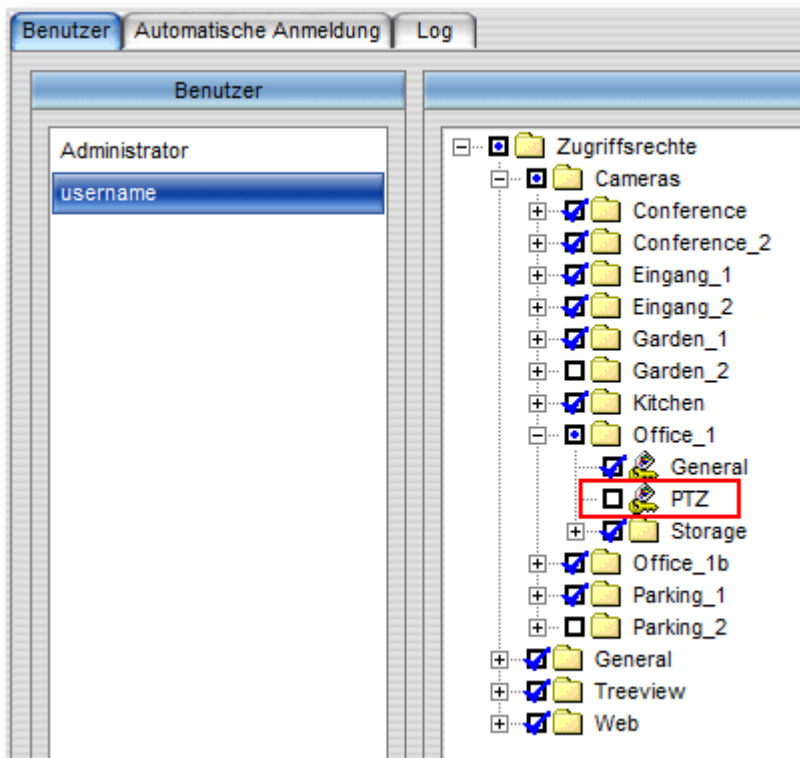 Benutzer Automatische Anmeldung Log
Benutzer
Administrator
username
Zugriffsrechte
Cameras
Conference
Conference_2
Eingang_1
Eingang_2
Garden_1
Garden_2
Kitchen
Office_1
General
PTZ
Storage
Office_1b
Parking_1
Parking_2
General
Treeview
Web